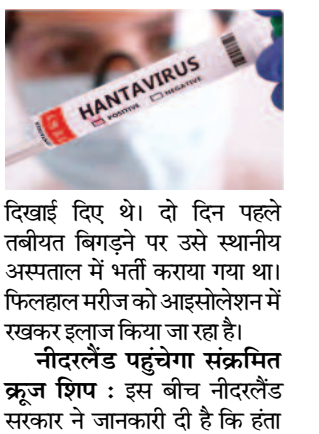 HANTAVIRUS
POSITIVE NEGATIVE
दिखाई दिए थे। दो दिन पहले
तबीयत बिगड़ने पर उसे स्थानीय
अस्पताल में भर्ती कराया गया था।
फिलहाल मरीज को आइसोलेशन में
रखकर इलाज किया जा रहा है।
नीदरलैंड पहुंचेगा संक्रमित
क्रूज शिप : इस बीच नीदरलैंड
सरकार ने जानकारी दी है कि हंता